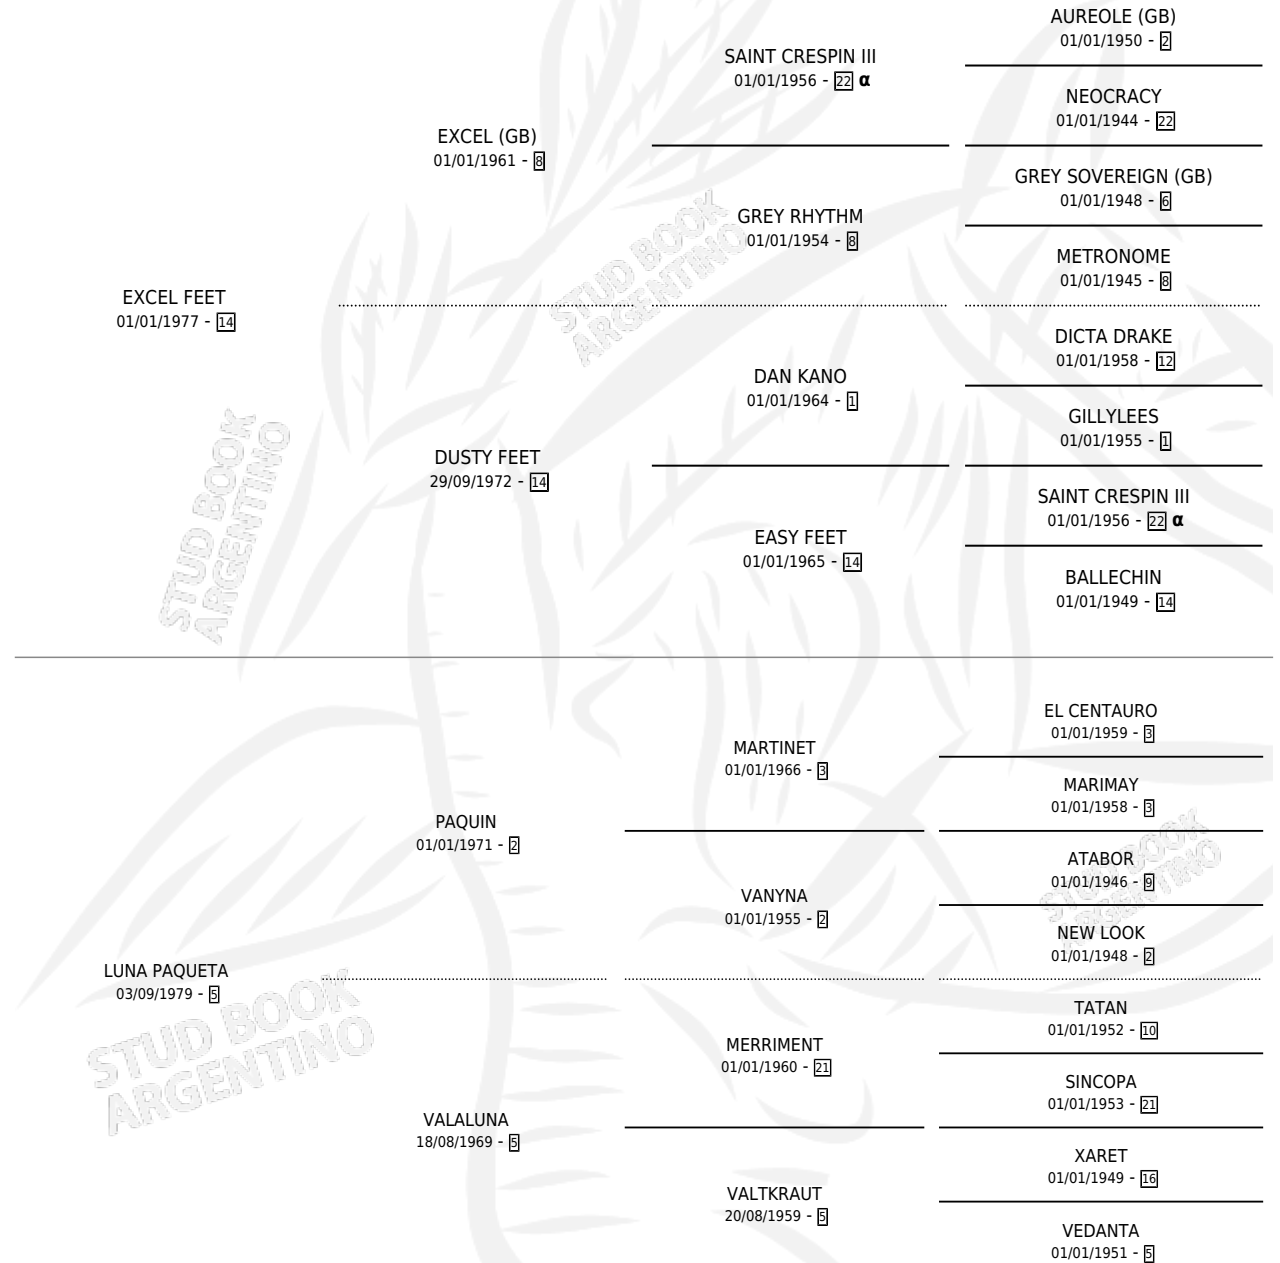 AUREOLE (GB)
01/01/1950 - 2
SAINT CRESPIN III
01/01/1956 - 22 α
NEOCRACY
01/01/1944 - 22
EXCEL (GB)
01/01/1961 - 8
GREY SOVEREIGN (GB)
01/01/1948 - 6
GREY RHYTHM
01/01/1954 - 8
METRONOME
01/01/1945 - 8
EXCEL FEET
01/01/1977 - 14
DICTA DRAKE
01/01/1958 - 12
DAN KANO
01/01/1964 - 1
GILLYLEES
01/01/1955 - 1
DUSTY FEET
29/09/1972 - 14
SAINT CRESPIN III
01/01/1956 - 22 α
EASY FEET
01/01/1965 - 14
BALLECHIN
01/01/1949 - 14
EL CENTAURO
01/01/1959 - 3
MARTINET
01/01/1966 - 3
MARIMAY
01/01/1958 - 3
PAQUIN
01/01/1971 - 2
ATABOR
01/01/1946 - 9
VANYNA
01/01/1955 - 2
NEW LOOK
01/01/1948 - 2
LUNA PAQUETA
03/09/1979 - 5
TATAN
01/01/1952 - 10
MERRIMENT
01/01/1960 - 21
SINCOPA
01/01/1953 - 21
VALALUNA
18/08/1969 - 5
XARET
01/01/1949 - 16
VALTKRAUT
20/08/1959 - 5
VEDANTA
01/01/1951 - 5
STUD BOOK
ARGENTINO
STUD BOOK
ARGENTINO
STUD BOOK
ARGENTINO
STUD BOOK
ARGENTINO